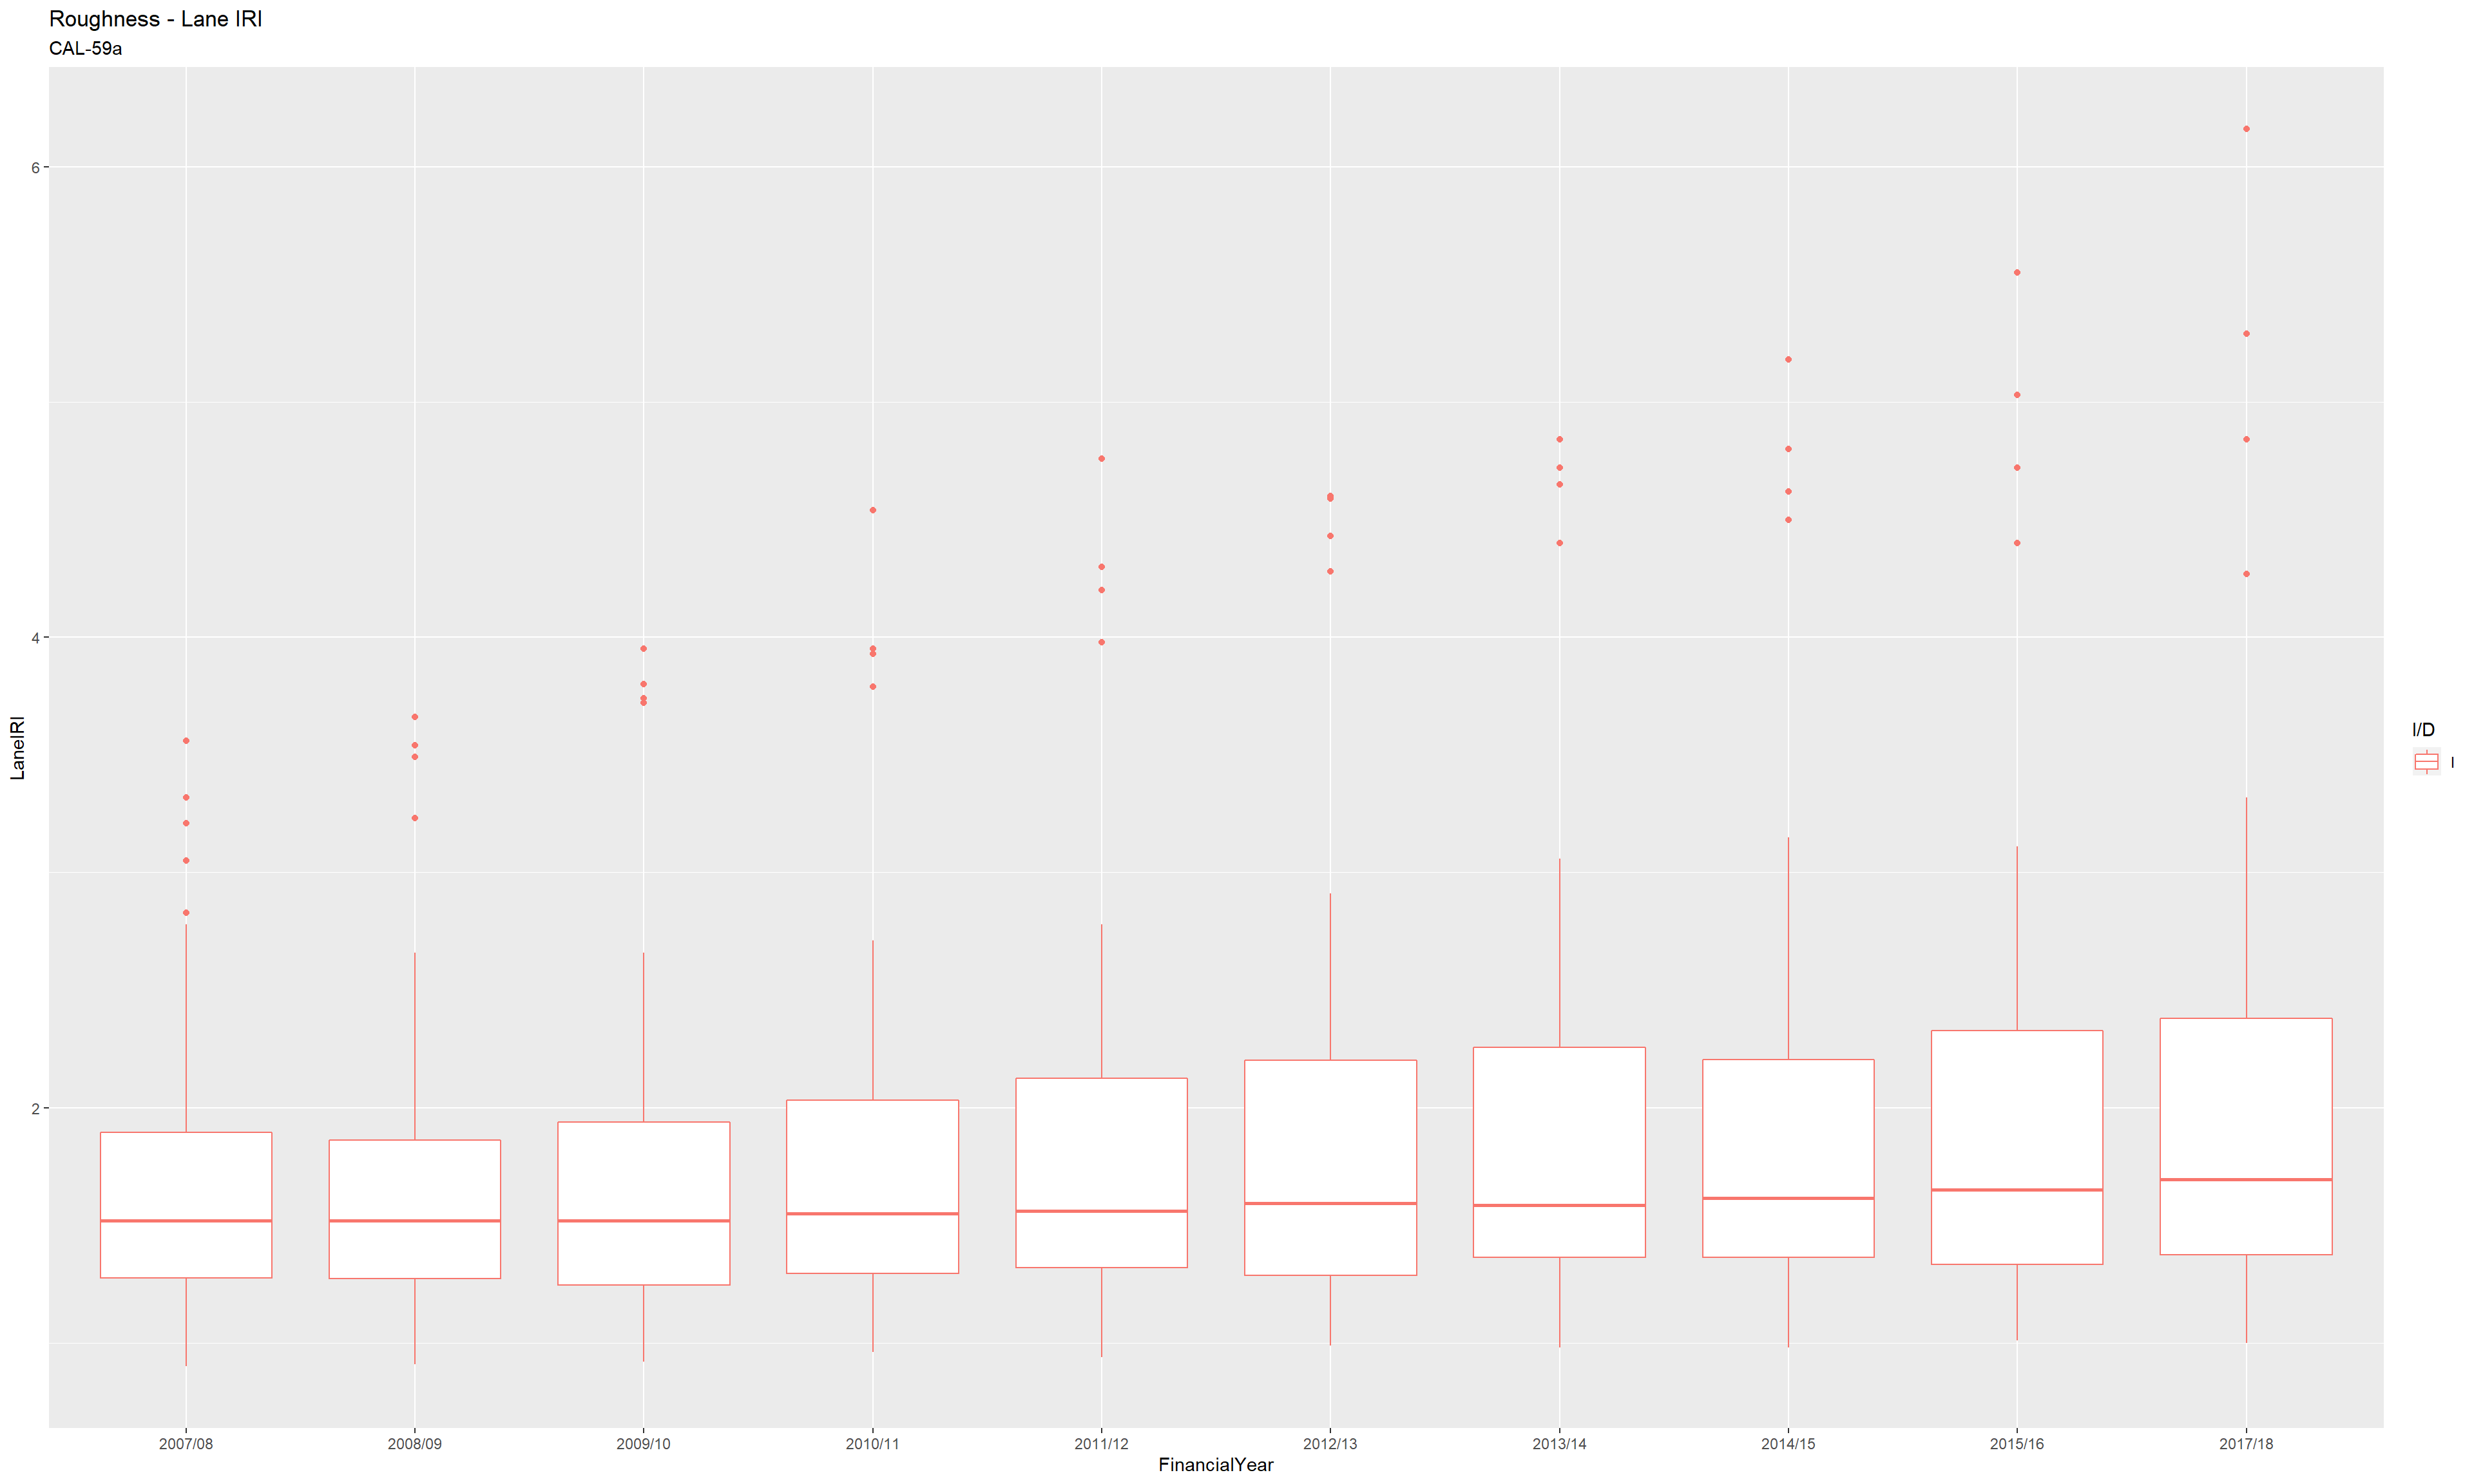 Roughness - Lane IRI
CAL-59a
6
4
2
LaneIRI
2007/08
2008/09
2009/10
2010/11
2011/12
2012/13
2013/14
2014/15
2015/16
2017/18
FinancialYear
I/D
I